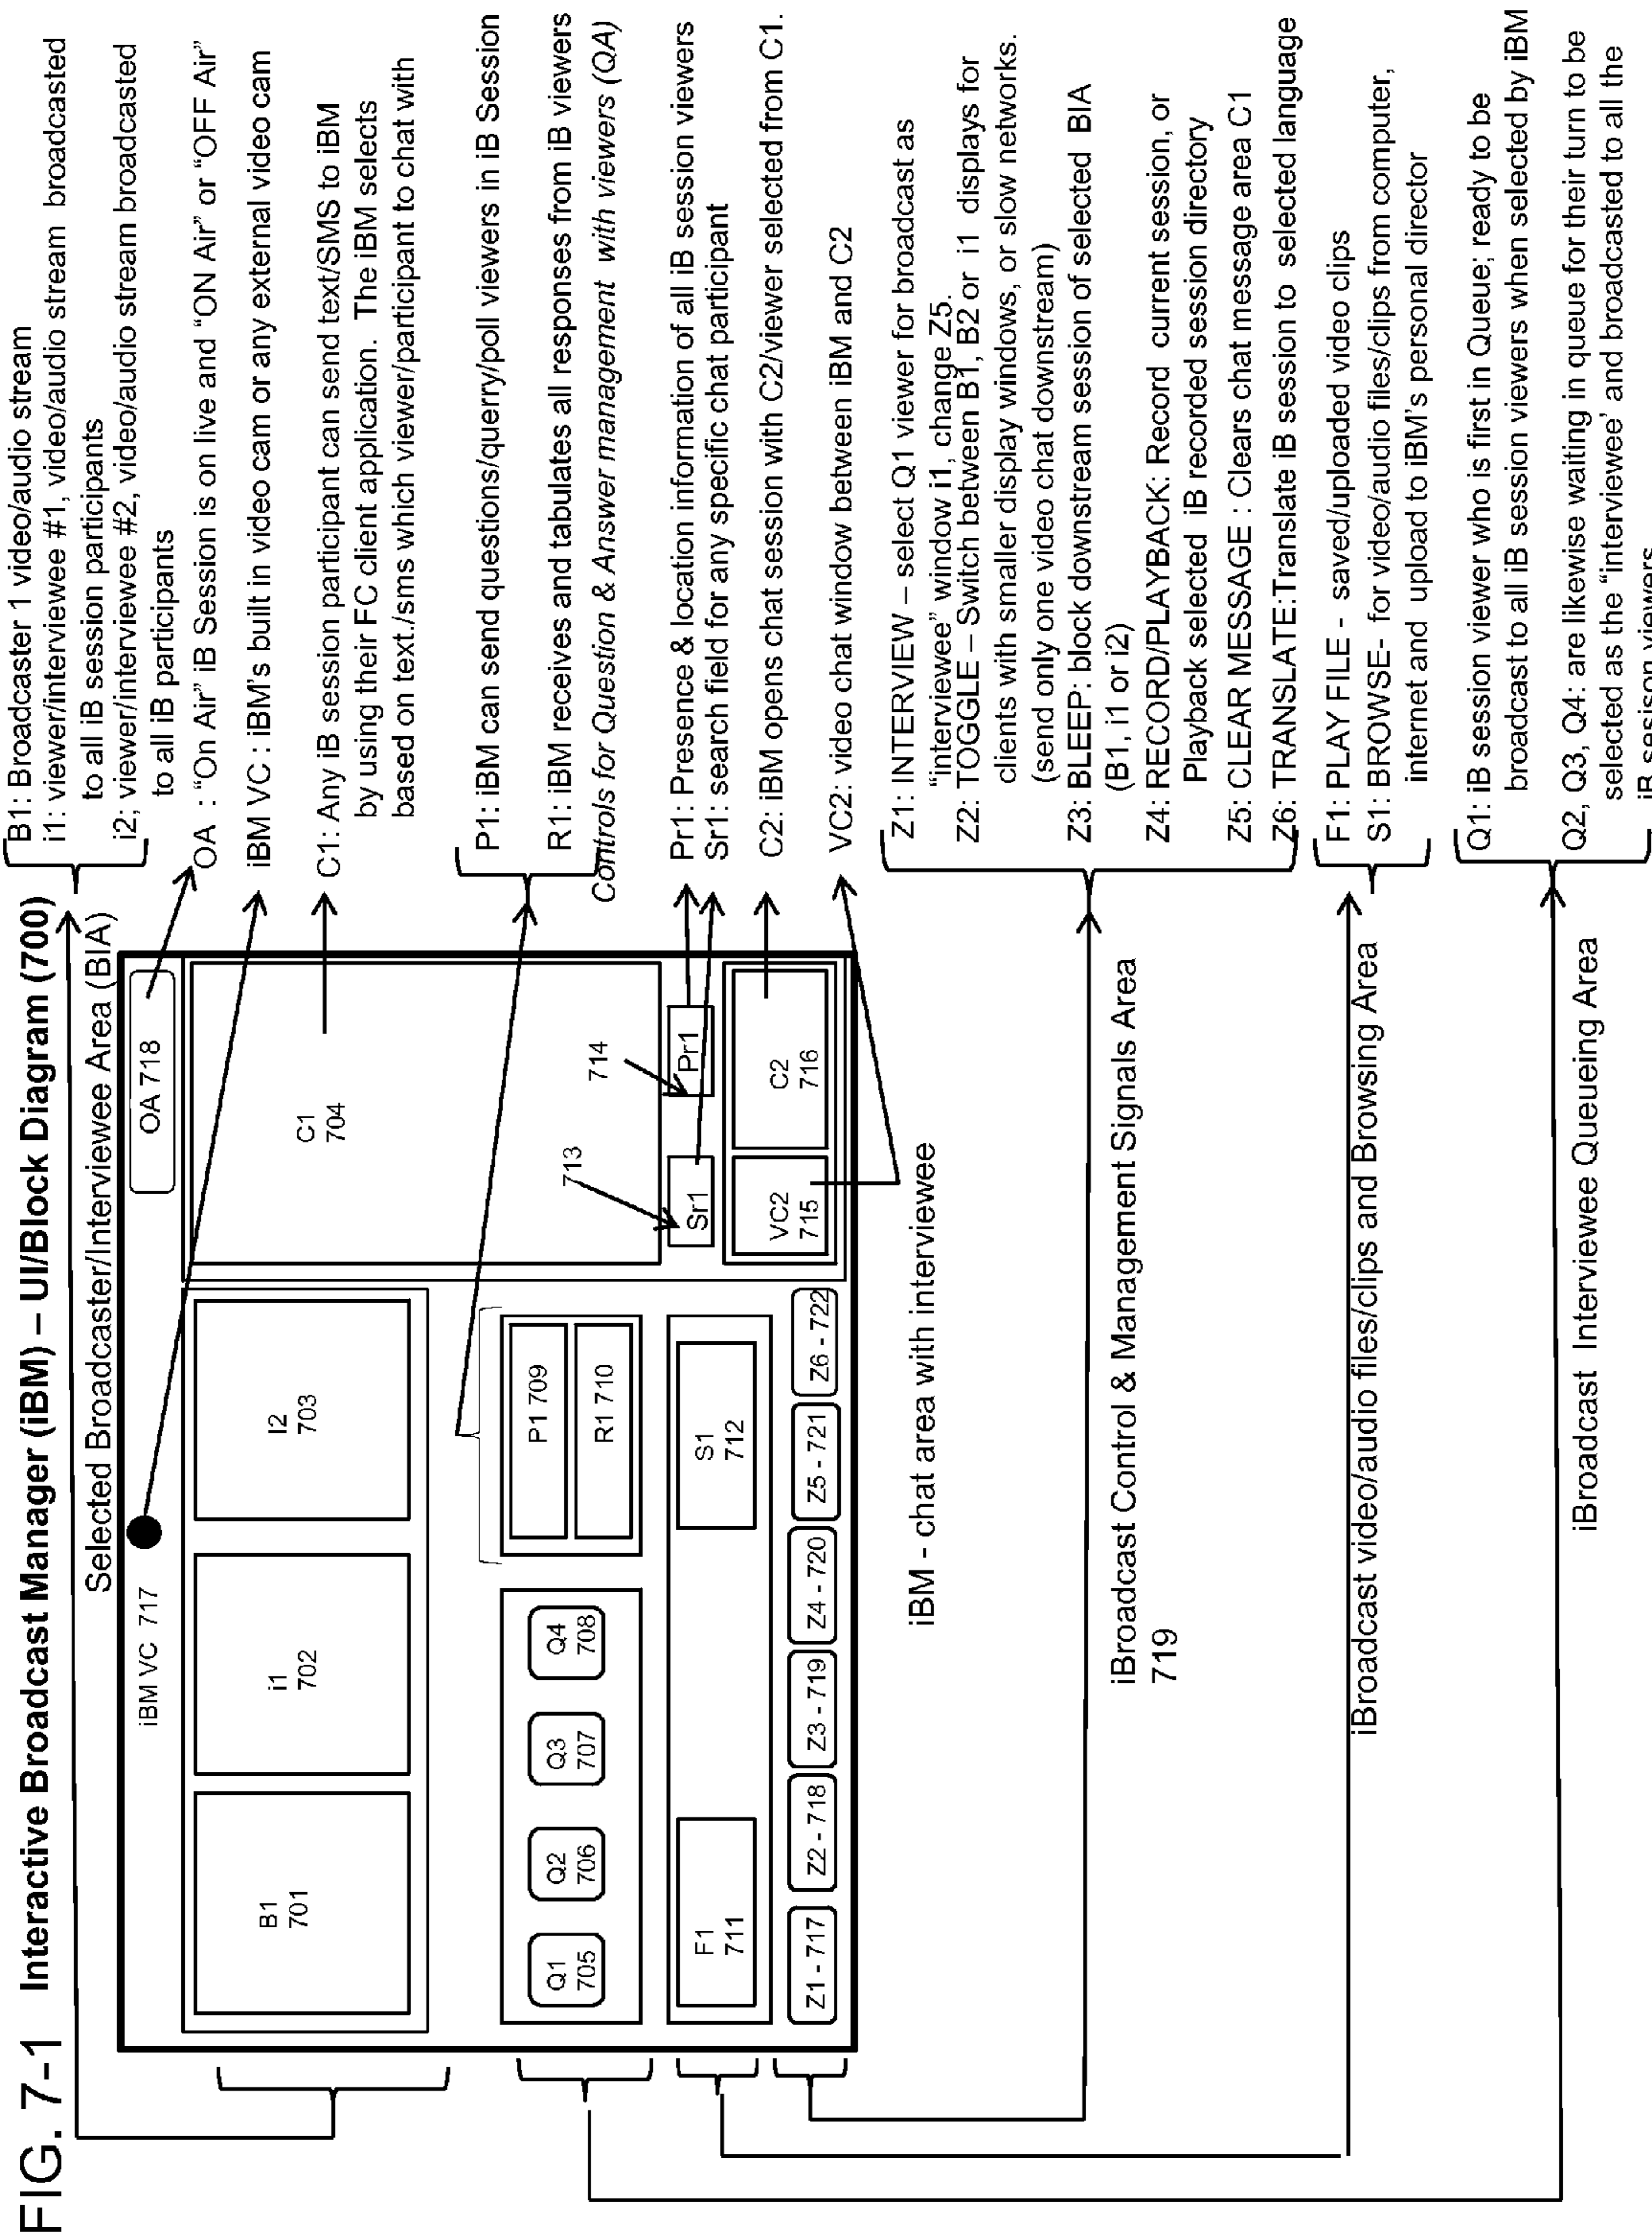 FIG. 7-1 Interactive Broadcast Manager (iBM) – UI/Block Diagram (700)
Selected Broadcaster/Interviewee Area (BIA)
iBM VC 717
OA 718
B1
701
i1
702
I2
703
C1
704
Q1
705
Q2
706
Q3
707
Q4
708
P1 709
R1 710
713
714
Sr1
Pr1
F1
711
S1
712
VC2
715
C2
716
Z1 - 717
Z2 - 718
Z3 - 719
Z4 - 720
Z5 - 721
Z6 - 722
iBM - chat area with interviewee
iBroadcast Control & Management Signals Area
719
iBroadcast video/audio files/clips and Browsing Area
iBroadcast Interviewee Queueing Area
B1: Broadcaster 1 video/audio stream
i1: viewer/interviewee #1, video/audio stream broadcasted
to all iB session participants
i2; viewer/interviewee #2, video/audio stream broadcasted
to all iB participants
OA : “On Air” iB Session is on live and “ON Air” or “OFF Air”
iBM VC : iBM’s built in video cam or any external video cam
C1: Any iB session participant can send text/SMS to iBM
by using their FC client application. The iBM selects
based on text./sms which viewer/participant to chat with
P1: iBM can send questions/querry/poll viewers in iB Session
R1: iBM receives and tabulates all responses from iB viewers
Controls for Question & Answer management with viewers (QA)
Pr1: Presence & location information of all iB session viewers
Sr1: search field for any specific chat participant
C2: iBM opens chat session with C2/viewer selected from C1.
VC2: video chat window between iBM and C2
Z1: INTERVIEW – select Q1 viewer for broadcast as
“interviewee” window i1, change Z5.
Z2: TOGGLE – Switch between B1, B2 or i1 displays for
clients with smaller display windows, or slow networks.
(send only one video chat downstream)
Z3: BLEEP: block downstream session of selected BIA
(B1, i1 or i2)
Z4: RECORD/PLAYBACK: Record current session, or
Playback selected iB recorded session directory
Z5: CLEAR MESSAGE : Clears chat message area C1
Z6: TRANSLATE:Translate iB session to selected language
F1: PLAY FILE - saved/uploaded video clips
S1: BROWSE- for video/audio files/clips from computer,
internet and upload to iBM’s personal director
Q1: iB session viewer who is first in Queue; ready to be
broadcast to all iB session viewers when selected by iBM
Q2, Q3, Q4: are likewise waiting in queue for their turn to be
selected as the “interviewee’ and broadcasted to all the
iB sesison viewers